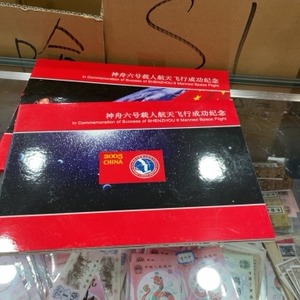 S1
神舟六号载人航天飞行成功纪念
In Commemoration of Success of SHENZHOU 6 Manned Space Flight
神舟六号载人航天飞行成功纪念
In Commemoration of Success of SHENZHOU 6 Manned Space Flight
2005
CHINA